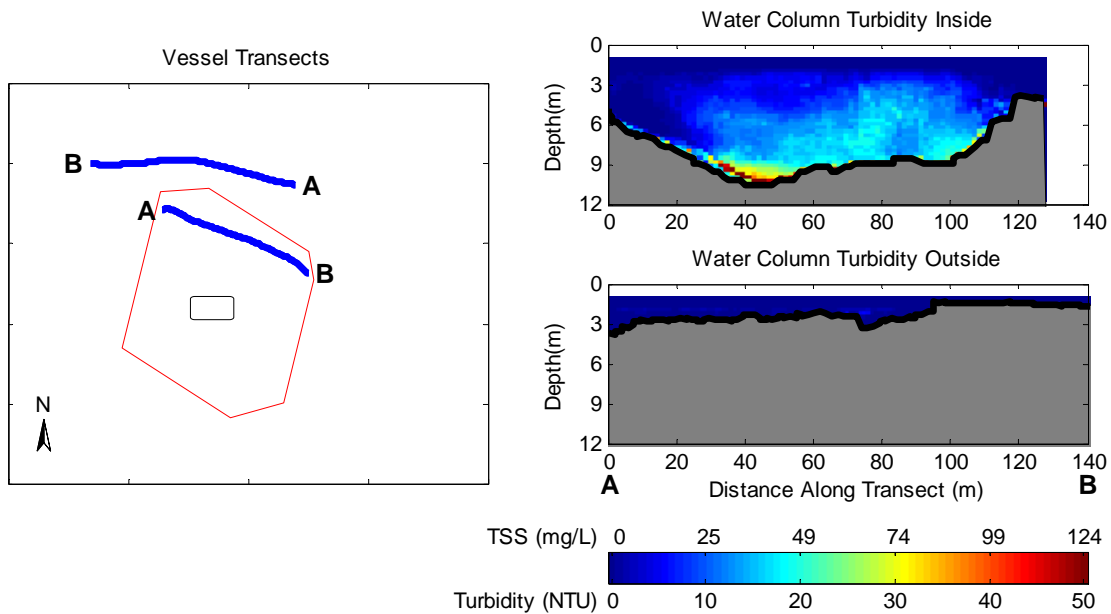 Vessel Transects
B
A
A
B
N
Water Column Turbidity Inside
0
3
6
9
12
Depth(m)
0 20 40 60 80 100 120 140
Water Column Turbidity Outside
0
3
6
9
12
Depth(m)
0 20 40 60 80 100 120 140
A Distance Along Transect (m) B
TSS (mg/L) 0 25 49 74 99 124
Turbidity (NTU) 0 10 20 30 40 50